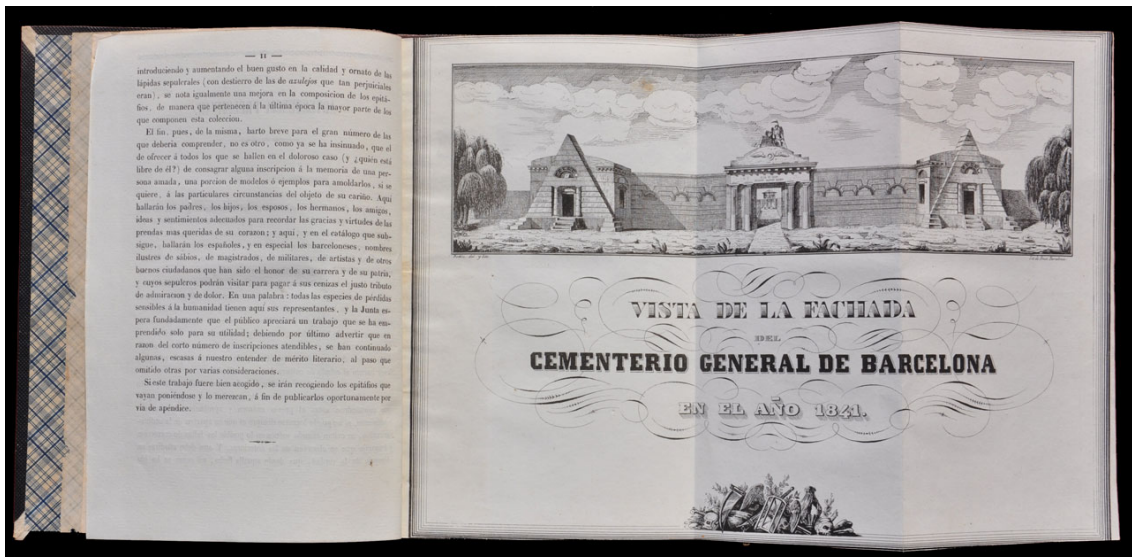 — II —
introduciendo y aumentando el buen gusto en la calidad y ornato de las
lápidas sepulcrales (con destierro de las de azulejos que tan perjuiciales
eran), se nota igualmente una mejora en la composicion de los epitá-
fios, de manera que pertenecen á la última época la mayor parte de los
que componen esta coleccion.
El fin, pues, de la misma, harto breve para el gran número de las
que deberia comprender, no es otro, como ya se ha insinuado, que el
de ofrecer á todos los que se hallen en el doloroso caso (y ¿quién está
libre de él?) de consagrar alguna inscripcion á la memoria de una per-
sona amada, una porcion de modelos ó ejemplos para amoldarlos, si se
quiere, á las particulares circunstancias del objeto de su cariño. Aqui
hallarán los padres, los hijos, los esposos, los hermanos, los amigos,
ideas y sentimientos adecuados para recordar las gracias y virtudes de las
prendas mas queridas de su corazon; y aqui, y en el catálogo que sub-
sigue, hallarán los españoles, y en especial los barceloneses, nombres
ilustres de sábios, de magistrados, de militares, de artistas y de otros
buenos ciudadanos que han sido el honor de su carrera y de su patria,
y cuyos sepulcros podrán visitar para pagar á sus cenizas el justo tributo
de admiracion y de dolor. En una palabra: todas las especies de pérdidas
sensibles á la humanidad tienen aqui sus representantes, y la Junta es-
pera fundadamente que el público apreciará un trabajo que se ha em-
prendido solo para su utilidad; debiendo por último advertir que en
razon del corto número de inscripciones atendibles, se han continuado
algunas, escasas á nuestro entender de mérito literario, al paso que
omitido otras por varias consideraciones.
Si este trabajo fuere bien acogido, se irán recogiendo los epitáfios que
vayan poniéndose y lo merezcan, á fin de publicarlos oportunamente por
via de apéndice.
VISTA DE LA FACHADA
DEL
CEMENTERIO GENERAL DE BARCELONA
EN EL AÑO 1841.